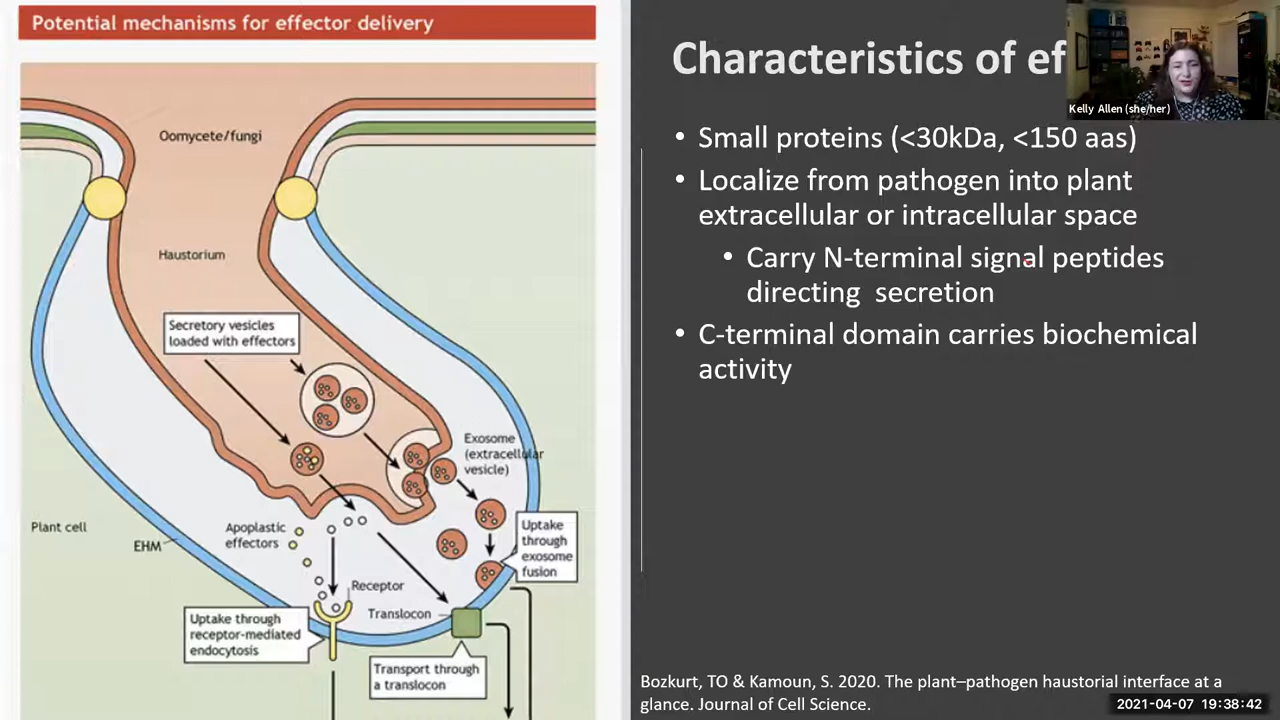 Potential mechanisms for effector delivery
Oomycete/fungi
Haustorium
Secretory vesicles
loaded with effectors
Exosome
(extracellular
vesicle)
Plant cell
EHM
Apoplastic
effectors
Uptake
through
exosome
fusion
Receptor
Translocon
Uptake through
receptor-mediated
endocytosis
Transport through
a translocon
Characteristics of ef
Kelly Allen (she/her)
• Small proteins (<30kDa, <150 aas)
• Localize from pathogen into plant
extracellular or intracellular space
• Carry N-terminal signal peptides
directing secretion
• C-terminal domain carries biochemical
activity
Bozkurt, TO & Kamoun, S. 2020. The plant–pathogen haustorial interface at a
glance. Journal of Cell Science.
2021-04-07 19:38:42